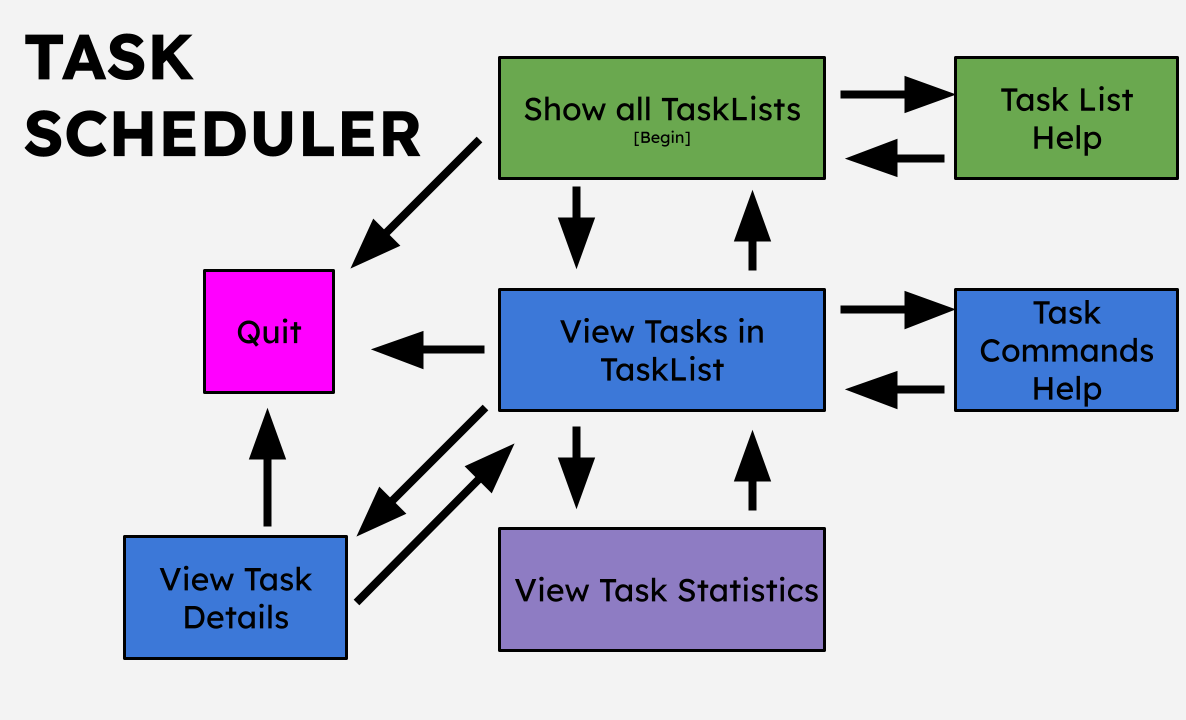 TASK
SCHEDULER
Show all TaskLists
[Begin]
Task List
Help
Quit
View Tasks in
TaskList
Task
Commands
Help
View Task
Details
View Task Statistics